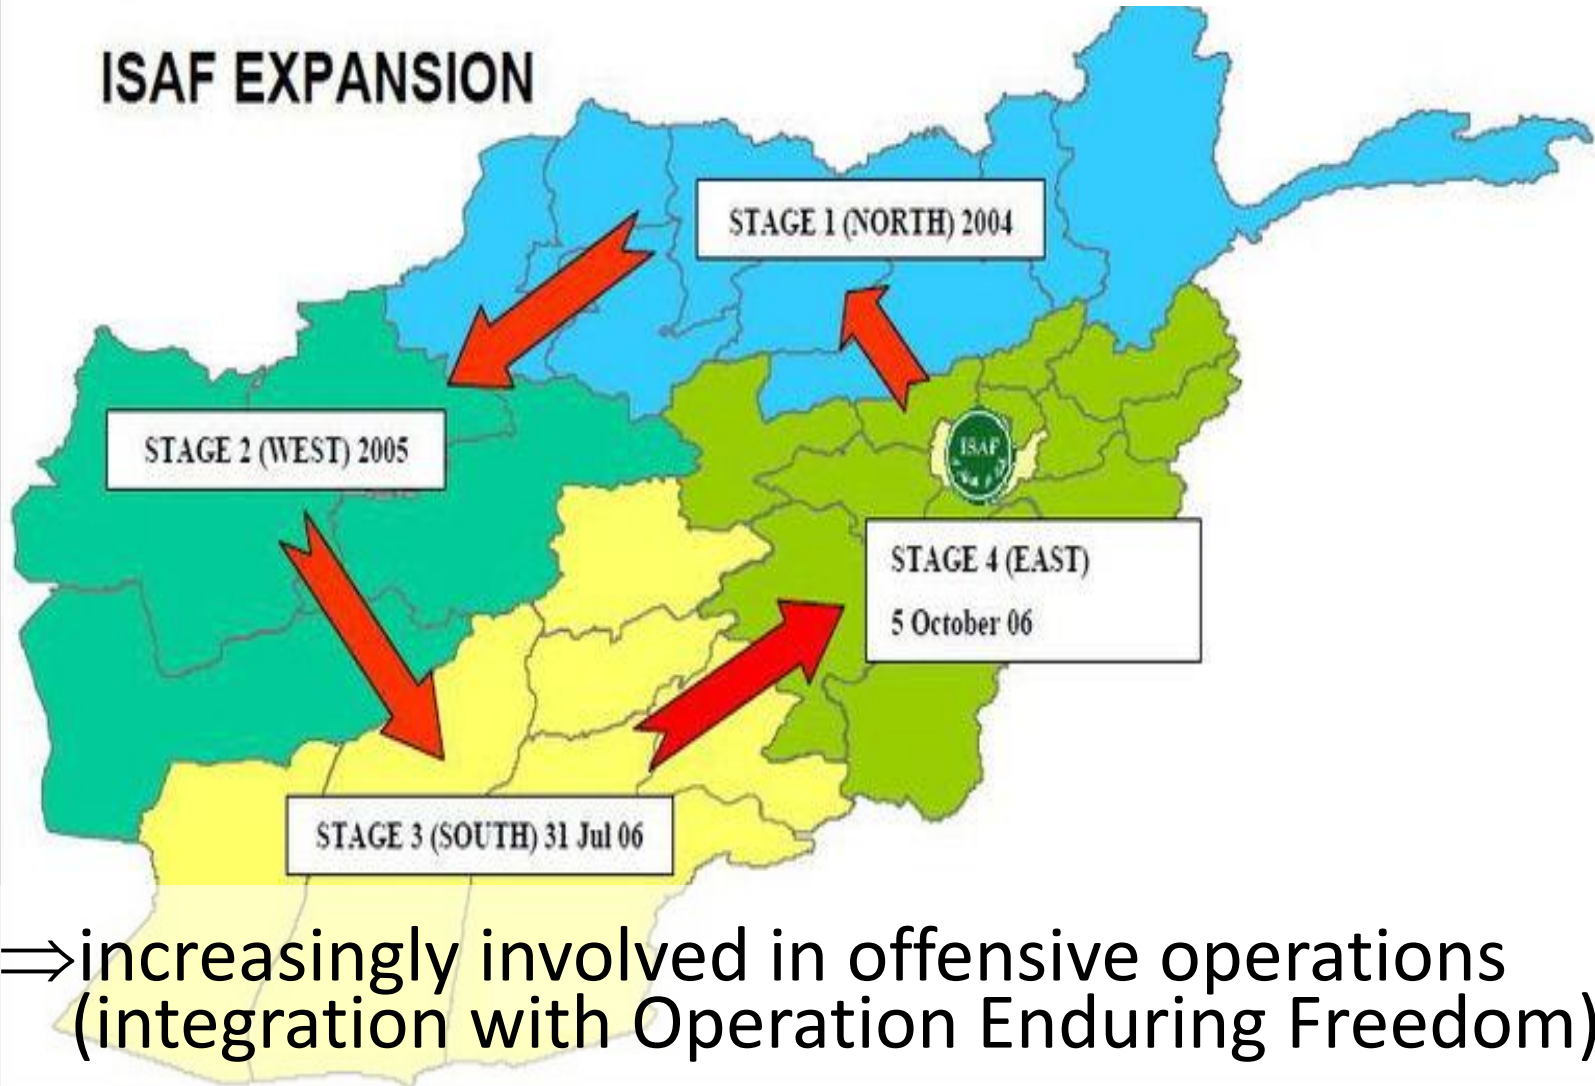 ISAF EXPANSION
STAGE 1 (NORTH) 2004
STAGE 2 (WEST) 2005
ISAF
STAGE 4 (EAST)
5 October 06
STAGE 3 (SOUTH) 31 Jul 06
⇒increasingly involved in offensive operations
(integration with Operation Enduring Freedom)